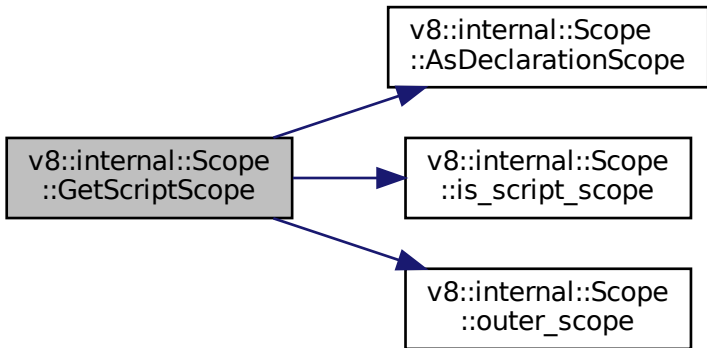 v8::internal::Scope
::GetScriptScope
v8::internal::Scope
::AsDeclarationScope
v8::internal::Scope
::is_script_scope
v8::internal::Scope
::outer_scope